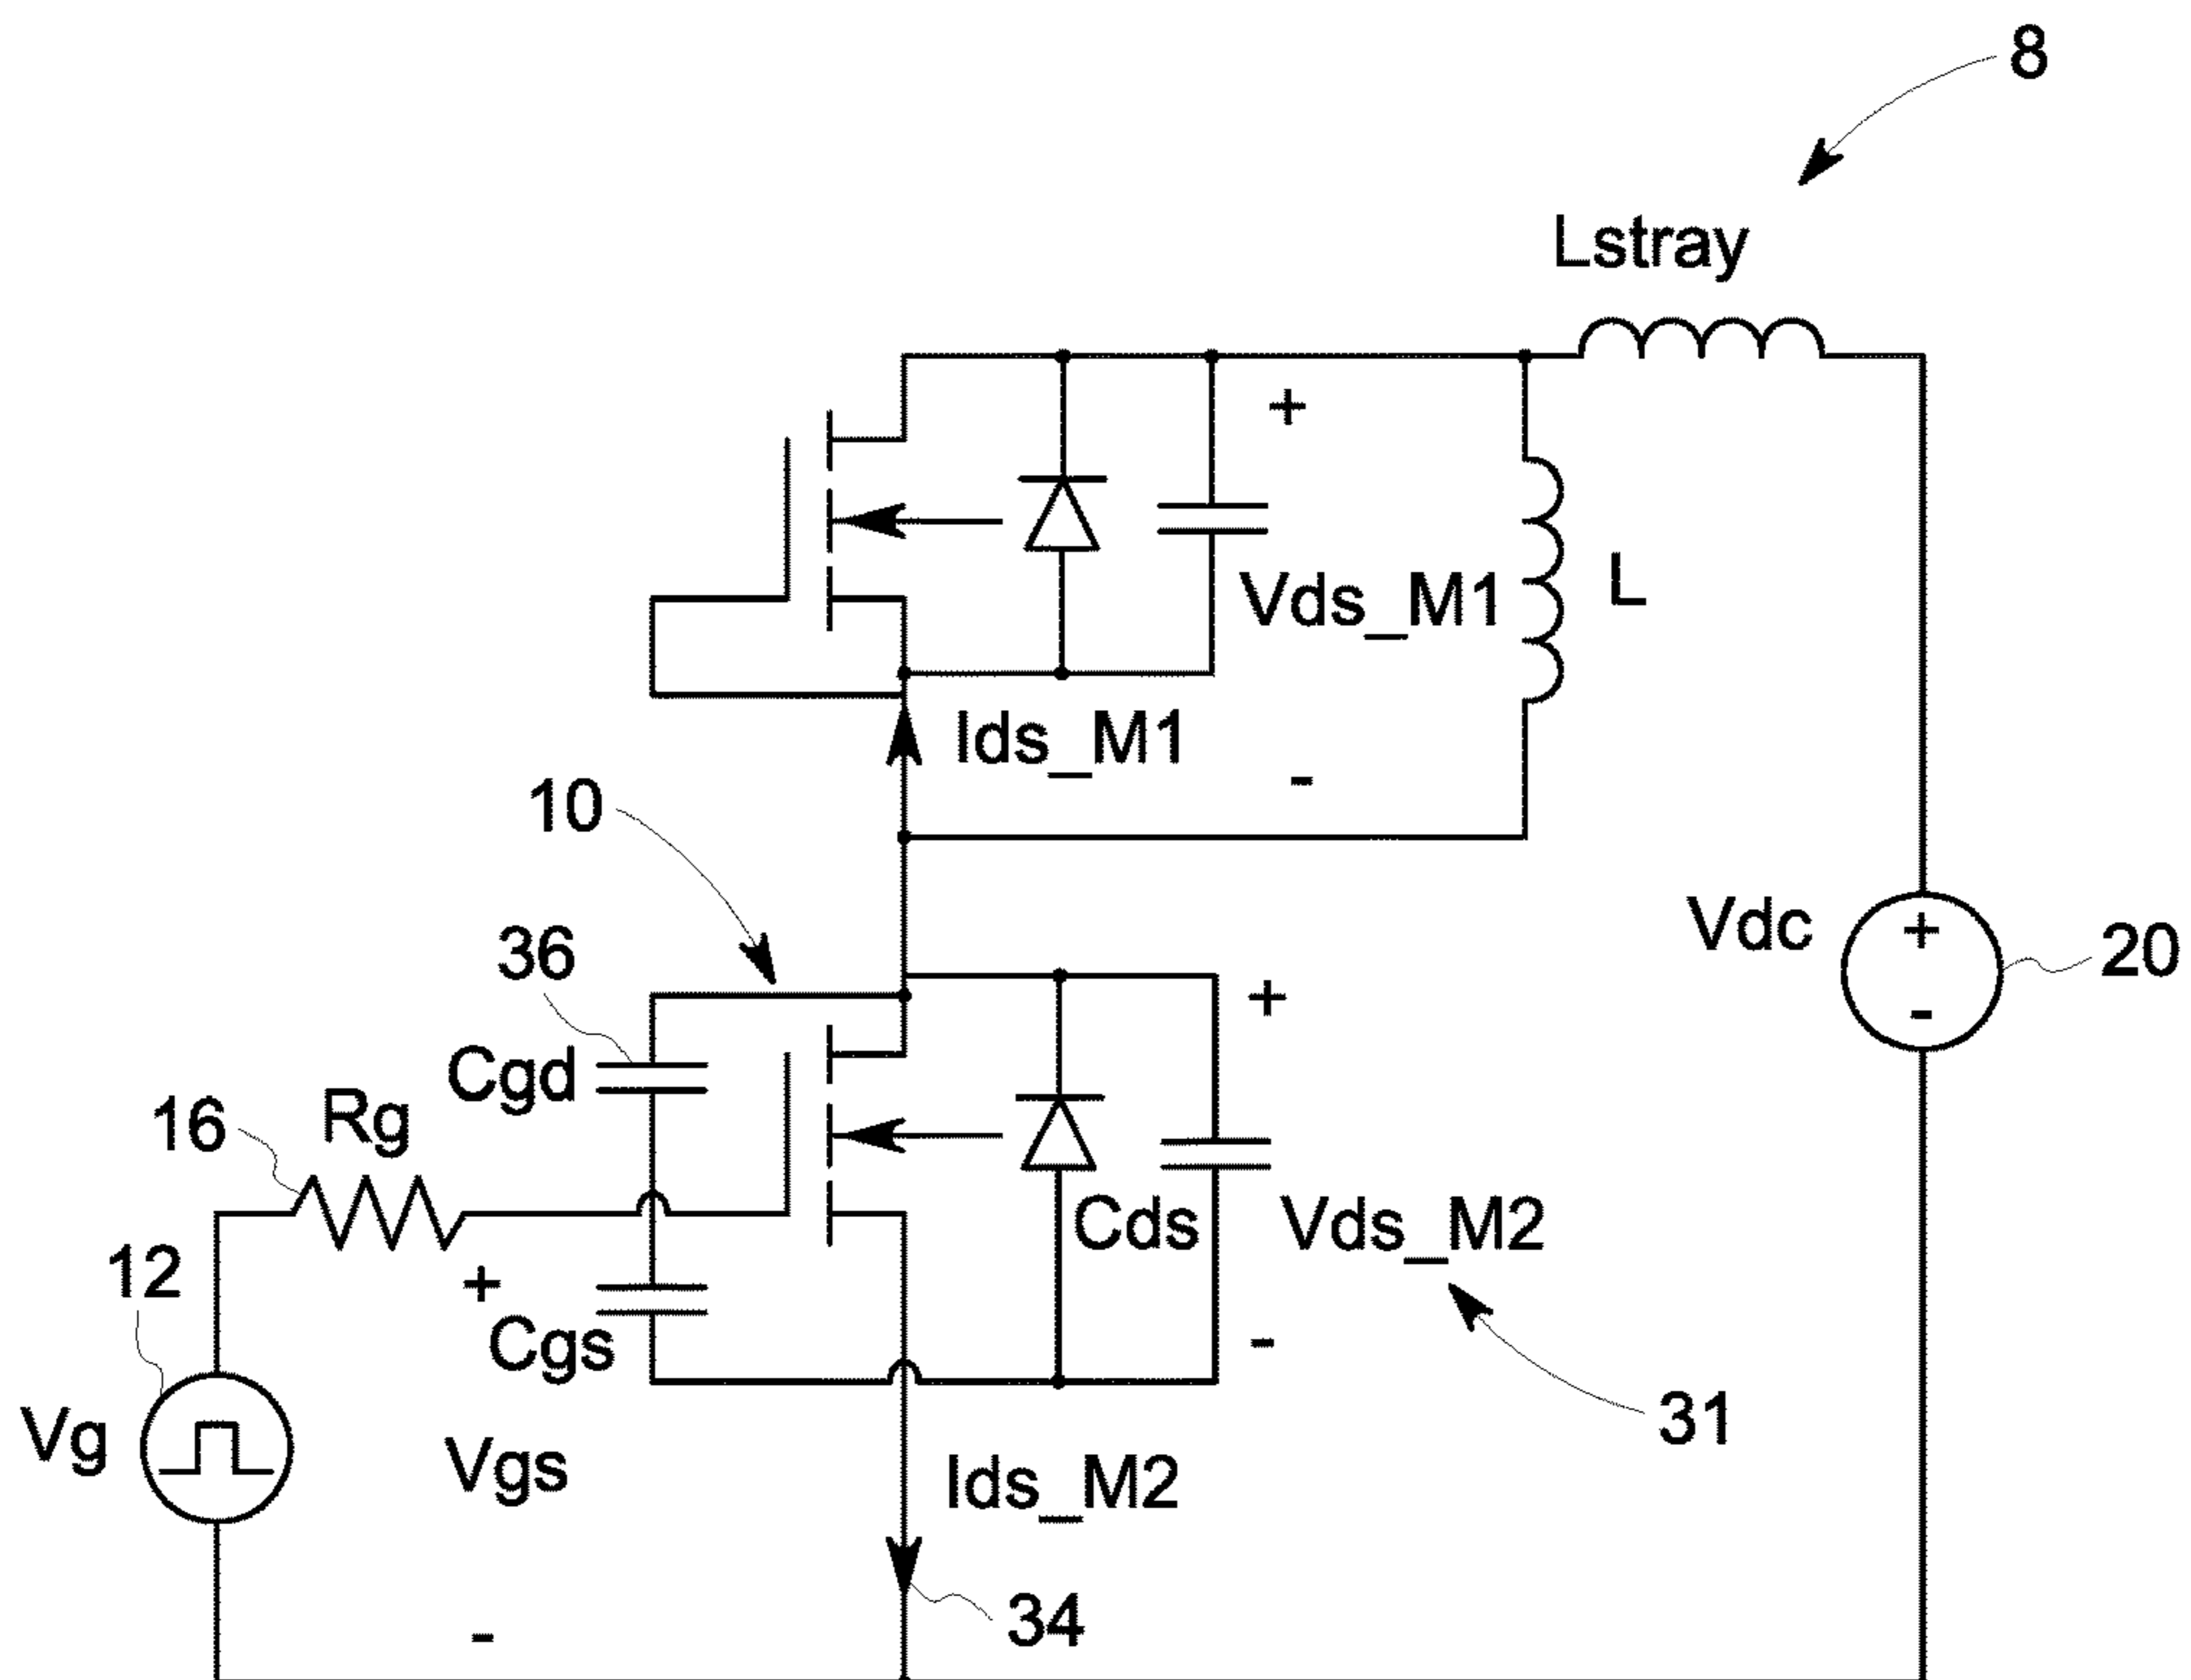 8
Lstray
+
Vds_M1
L
Ids_M1
-
10
36
Vdc
+
-
20
+
Cgd
16
Rg
12
+
Cgs
Cds
Vds_M2
-
31
Vg
Vgs
Ids_M2
34
-